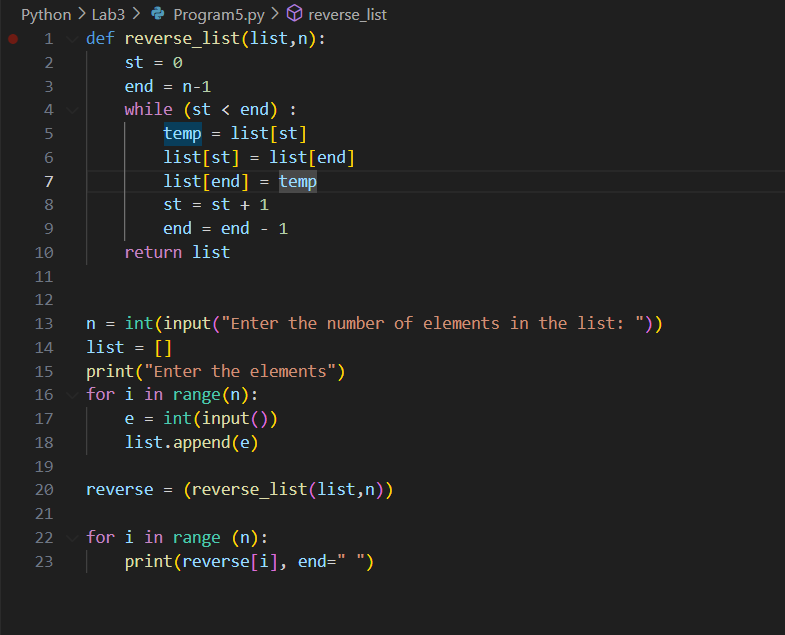 Python > Lab3 > Program5.py > reverse_list
1 def reverse_list(list,n):
2     st = 0
3     end = n-1
4     while (st < end) :
5         temp = list[st]
6         list[st] = list[end]
7         list[end] = temp
8         st = st + 1
9         end = end - 1
10     return list
11
12
13 n = int(input("Enter the number of elements in the list: "))
14 list = []
15 print("Enter the elements")
16 for i in range(n):
17     e = int(input())
18     list.append(e)
19
20 reverse = (reverse_list(list,n))
21
22 for i in range (n):
23     print(reverse[i], end=" ")